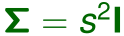 Σ = s²I